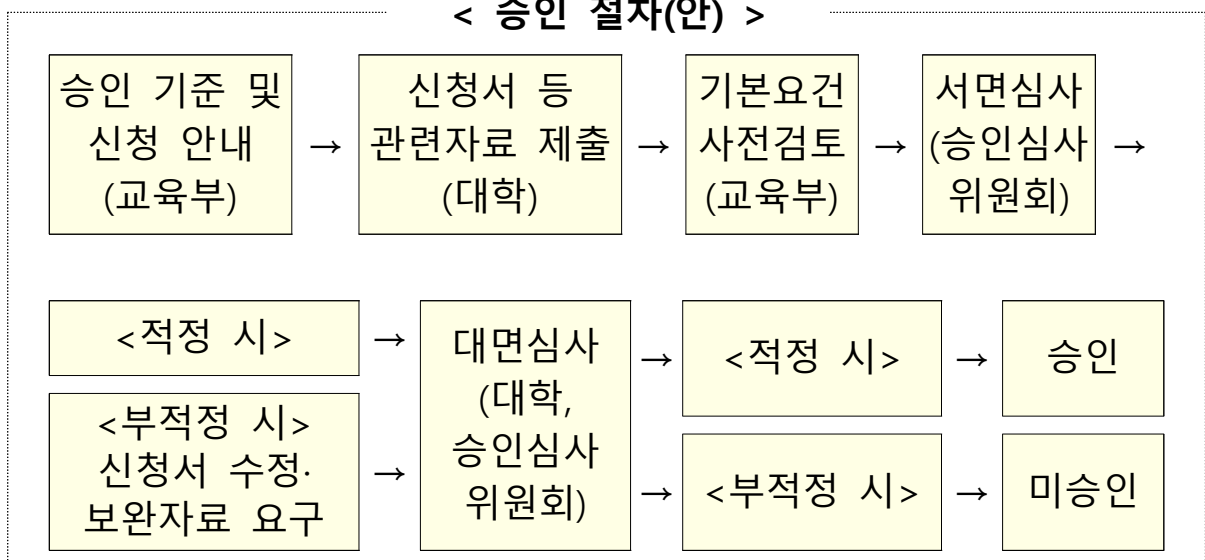 < 승인 절차(안) >
승인 기준 및
신청 안내
(교육부)
→
신청서 등
관련자료 제출
(대학)
→
기본요건
사전검토
(교육부)
→
서면심사
(승인심사
위원회)
→
<적정 시>
→
<부적정 시>
신청서 수정·
보완자료 요구
→
대면심사
(대학,
승인심사
위원회)
→
<적정 시>
→
승인
→
<부적정 시>
→
미승인